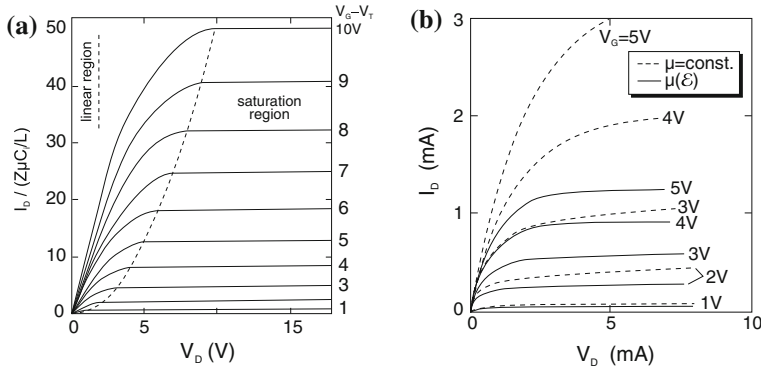 (a)
V_G–V_T
10V
9
8
7
6
5
4
3
1
50
40
30
20
10
0
I_D / (ZμC/L)
linear region
saturation
region
0
5
10
15
V_D (V)
(b)
3
2
1
0
I_D (mA)
V_G=5V
μ=const.
μ(ℰ)
4V
5V
3V
4V
3V
2V
1V
0
5
10
V_D (mA)